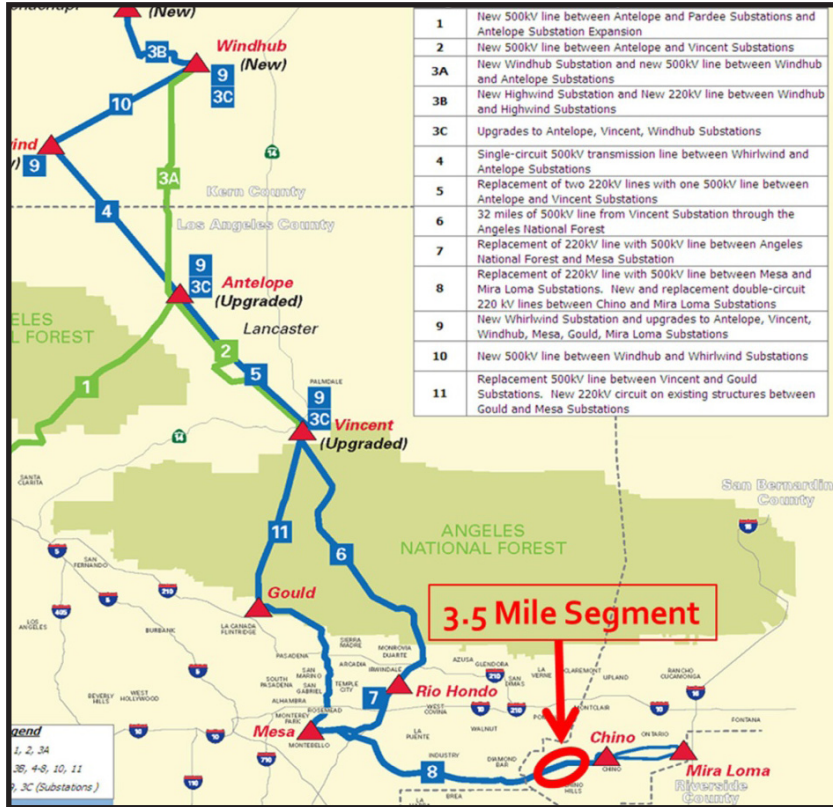 (New)
Windhub
(New)
3B
9
3C
10
9
14
3A
Kern County
Los Angeles County
4
9
3C
Antelope
(Upgraded)
Lancaster
2
5
1
PALMDALE
9
3C
Vincent
(Upgraded)
14
SANTA
CLARITA
NATIONAL FOREST
ANGELES
NATIONAL FOREST
11
6
San Bernardino
County
15
5
SAN
FERNANDO
210
5
405
LOS
ANGELES
BURBANK
Gould
LA CANADA
FLINTRIDGE
3.5 Mile Segment
SIERRA
MADRE
MONROVIA
DUARTE
PASADENA
ARCADIA
IRWINDALE
AZUSA
GLENDORA
210
SAN
DIMAS
LA
VERNE
CLAREMONT
UPLAND
RANCHO
CUCAMONGA
SOUTH
PASADENA
SAN
MARINO
SAN
GABRIEL
TEMPLE
CITY
ALHAMBRA
BEVERLY
HILLS
WEST
HOLLYWOOD
MONTEREY
PARK
ROSEMEAD
7
Rio Hondo
10
WEST
COVINA
WALNUT
MONTCLAIR
ONTARIO
FONTANA
Mesa
MONTEBELLO
LA
PUENTE
INDUSTRY
DIAMOND
BAR
8
Chino
CHINO
Mira Loma
Riverside
County
710
110
BREA
1 New 500kV line between Antelope and Pardee Substations and
Antelope Substation Expansion
2 New 500kV line between Antelope and Vincent Substations
3A New Windhub Substation and new 500kV line between Windhub
and Antelope Substations
3B New Highwind Substation and New 220kV line between Windhub
and Highwind Substations
3C Upgrades to Antelope, Vincent, Windhub Substations
4 Single-circuit 500kV transmission line between Whirlwind and
Antelope Substations
5 Replacement of two 220kV lines with one 500kV line between
Antelope and Vincent Substations
6 32 miles of 500kV line from Vincent Substation through the
Angeles National Forest
7 Replacement of 220kV line with 500kV line between Angeles
National Forest and Mesa Substation
8 Replacement of 220kV line with 500kV line between Mesa and
Mira Loma Substations. New and replacement double-circuit
220 kV lines between Chino and Mira Loma Substations
9 New Whirlwind Substation and upgrades to Antelope, Vincent,
Windhub, Mesa, Gould, Mira Loma Substations
10 New 500kV line between Windhub and Whirlwind Substations
11 Replacement 500kV line between Vincent and Gould
Substations. New 220kV circuit on existing structures between
Gould and Mesa Substations
1, 2, 3A
3B, 4-8, 10, 11
3C (Substations)